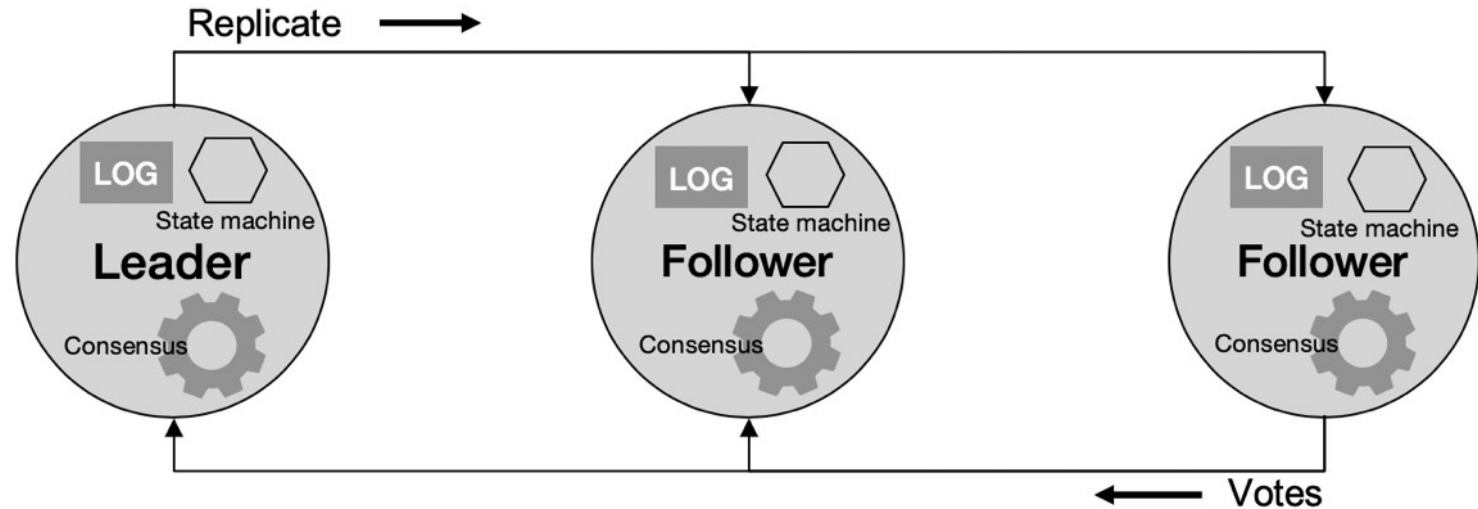 Replicate
LOG
State machine
Leader
Consensus
LOG
State machine
Follower
Consensus
LOG
State machine
Follower
Consensus
Votes